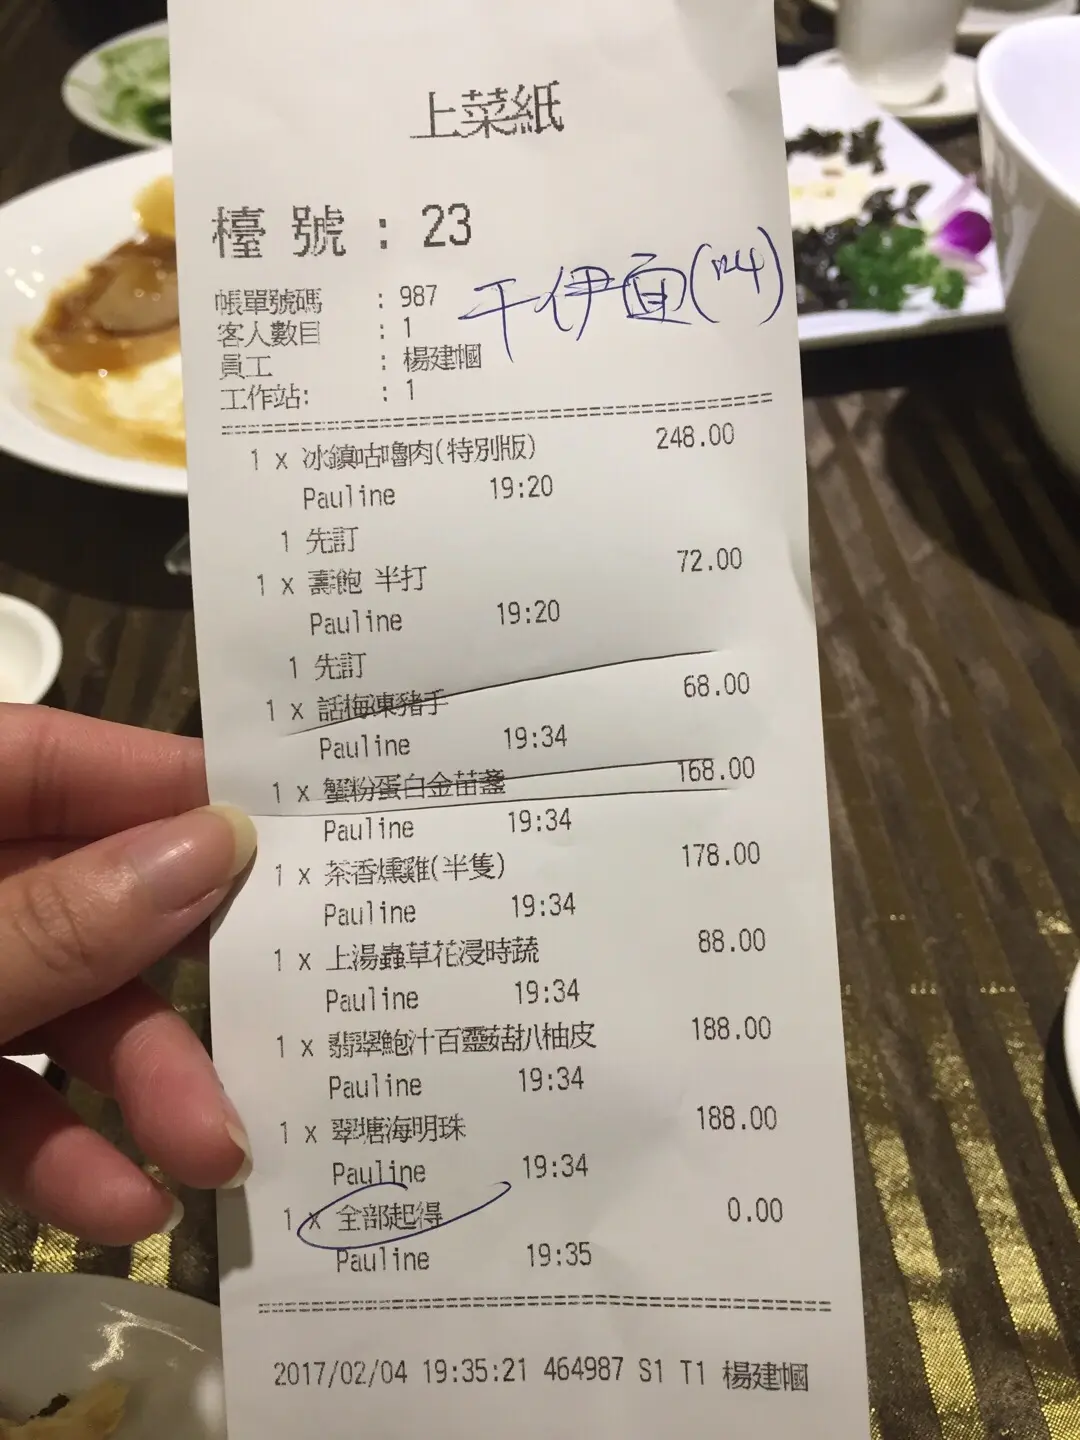 上菜紙
檯號：23
干伊面(
帳單號碼 : 987
客人數目 : 1
員工 : 楊建幗
工作站: : 1
1 x 冰鎮咕嚕肉(特別版) 248.00
Pauline 19:20
1 先訂
1 x 壽飽 半打 72.00
Pauline 19:20
1 先訂
1 x 話梅凍豬手 68.00
Pauline 19:34
1 x 蟹粉蛋白金苗盞 168.00
Pauline 19:34
1 x 茶香燻雞(半隻) 178.00
Pauline 19:34
1 x 上湯蟲草花浸時蔬 88.00
Pauline 19:34
1 x 翡翠鮑汁百靈菇扒柚皮 188.00
Pauline 19:34
1 x 翠塘海明珠 188.00
Pauline 19:34
1 x 全部起得 0.00
Pauline 19:35
2017/02/04 19:35:21 464987 S1 T1 楊建幗